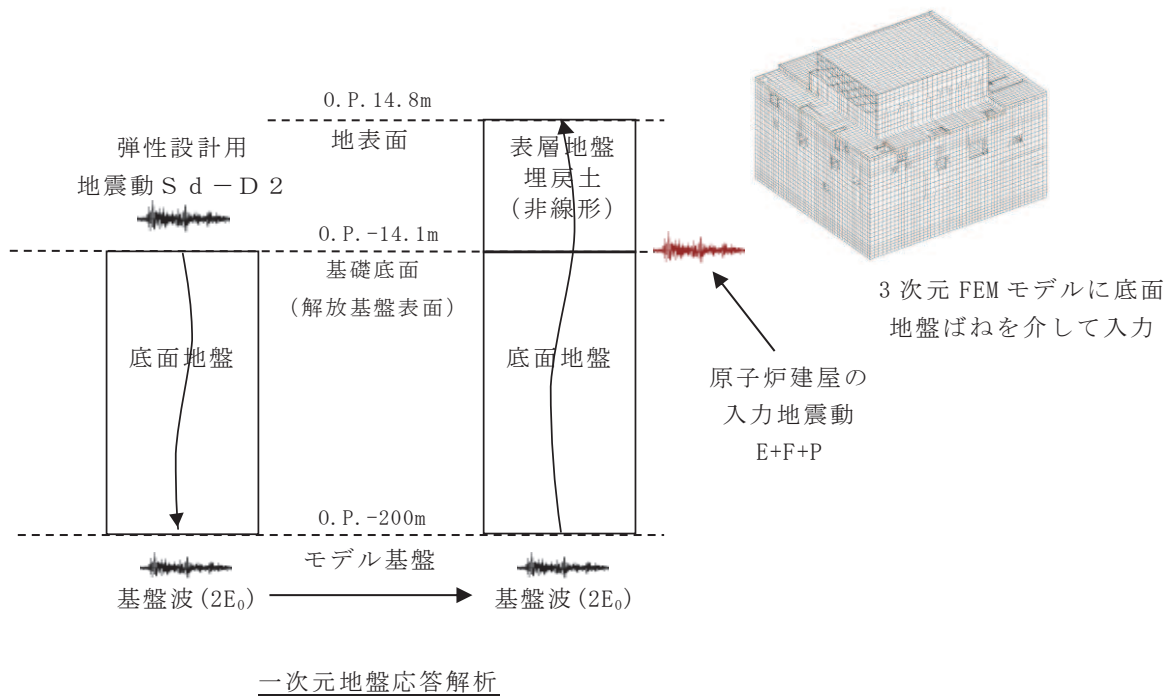 O.P.14.8m
地表面
弾性設計用
地震動Ｓｄ－Ｄ２
表層地盤
埋戻土
（非線形）
O.P.-14.1m
基礎底面
（解放基盤表面）
3次元FEMモデルに底面
地盤ばねを介して入力
底面地盤
底面地盤
原子炉建屋の
入力地震動
E+F+P
O.P.-200m
モデル基盤
基盤波(2E₀)
基盤波(2E₀)
一次元地盤応答解析